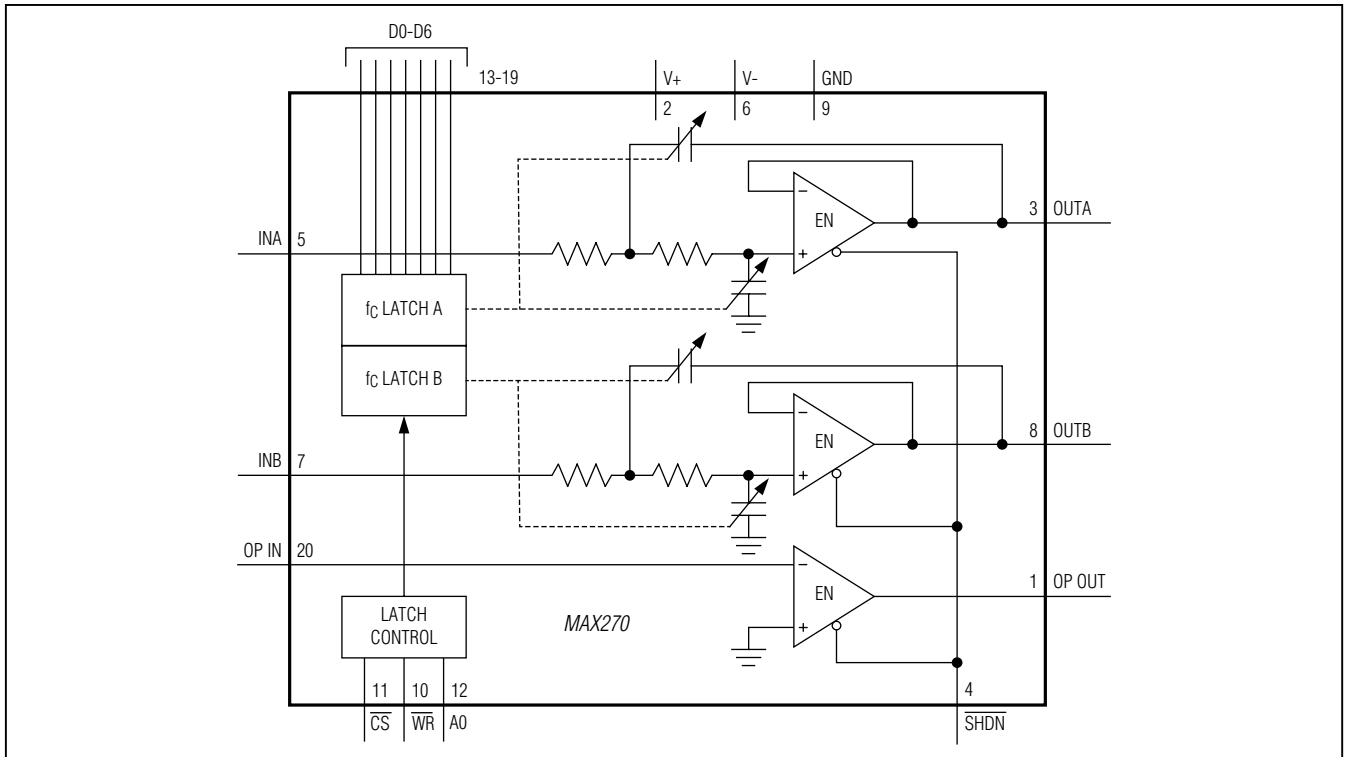 D0-D6
13-19
V+
V-
GND
2
6
9
INA 5
EN
-
+
3 OUTA
fC LATCH A
fC LATCH B
INB 7
EN
-
+
8 OUTB
OP IN 20
EN
-
+
1 OP OUT
LATCH
CONTROL
MAX270
11 10 12
CS WR A0
4
SHDN